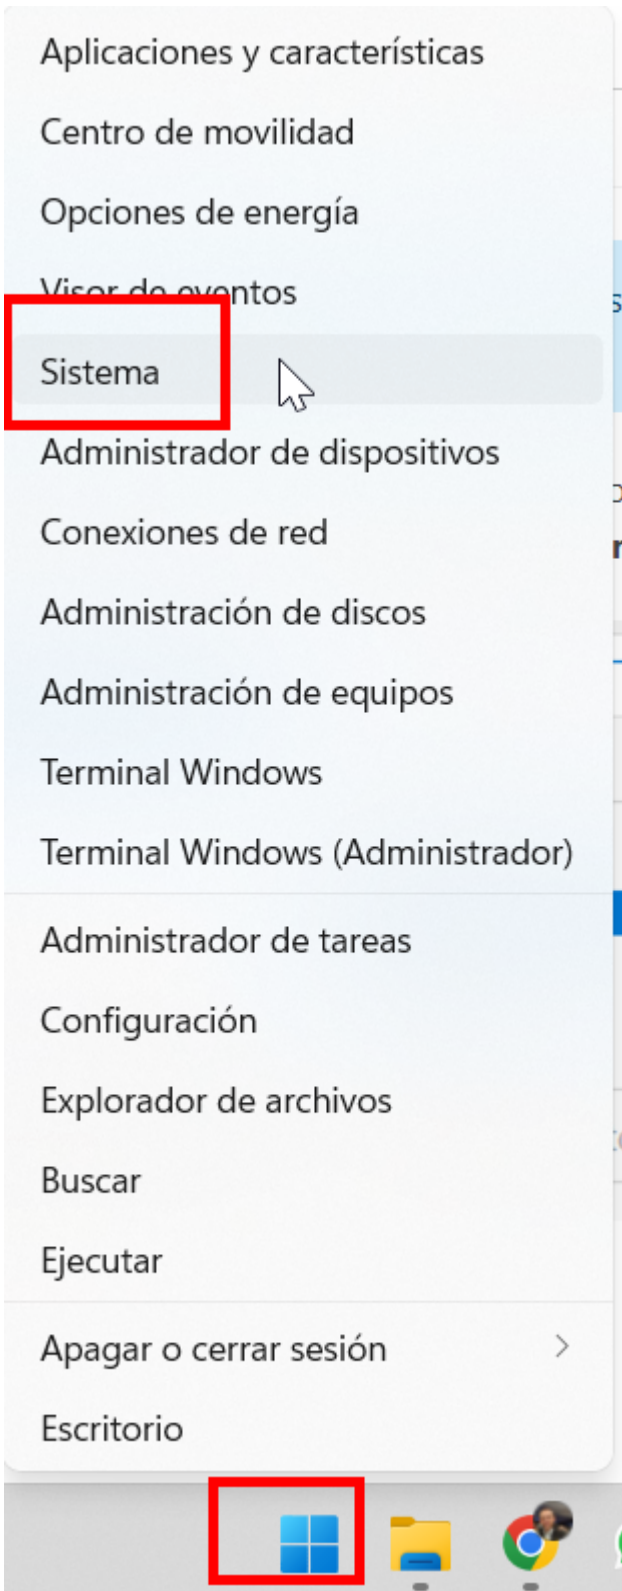 Aplicaciones y características
Centro de movilidad
Opciones de energía
Visor de eventos
Sistema
Administrador de dispositivos
Conexiones de red
Administración de discos
Administración de equipos
Terminal Windows
Terminal Windows (Administrador)
Administrador de tareas
Configuración
Explorador de archivos
Buscar
Ejecutar
Apagar o cerrar sesión
Escritorio